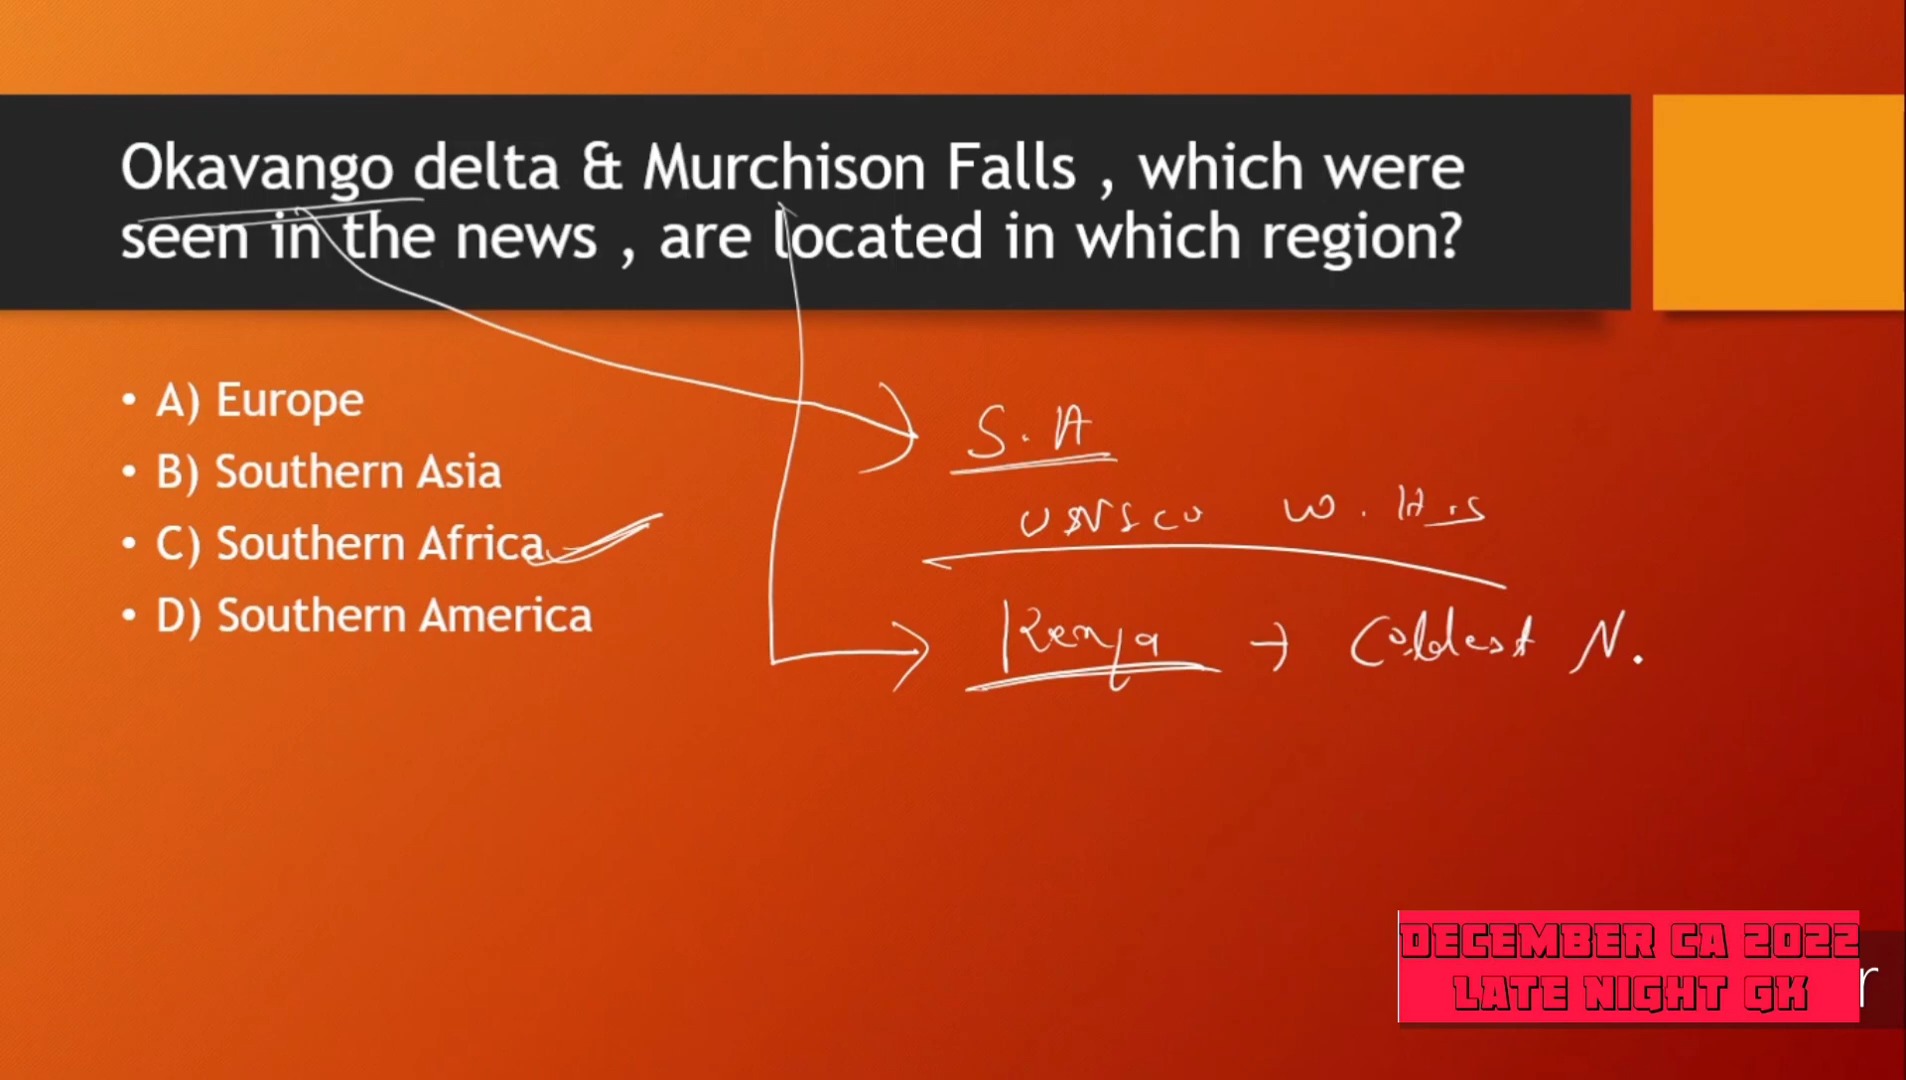 Okavango delta & Murchison Falls , which were
seen in the news , are located in which region?
• A) Europe
• B) Southern Asia
• C) Southern Africa
• D) Southern America
S.A
W.H.S
Kenya → Coldest N.
DECEMBER CA 2022
LATE NIGHT GK
r